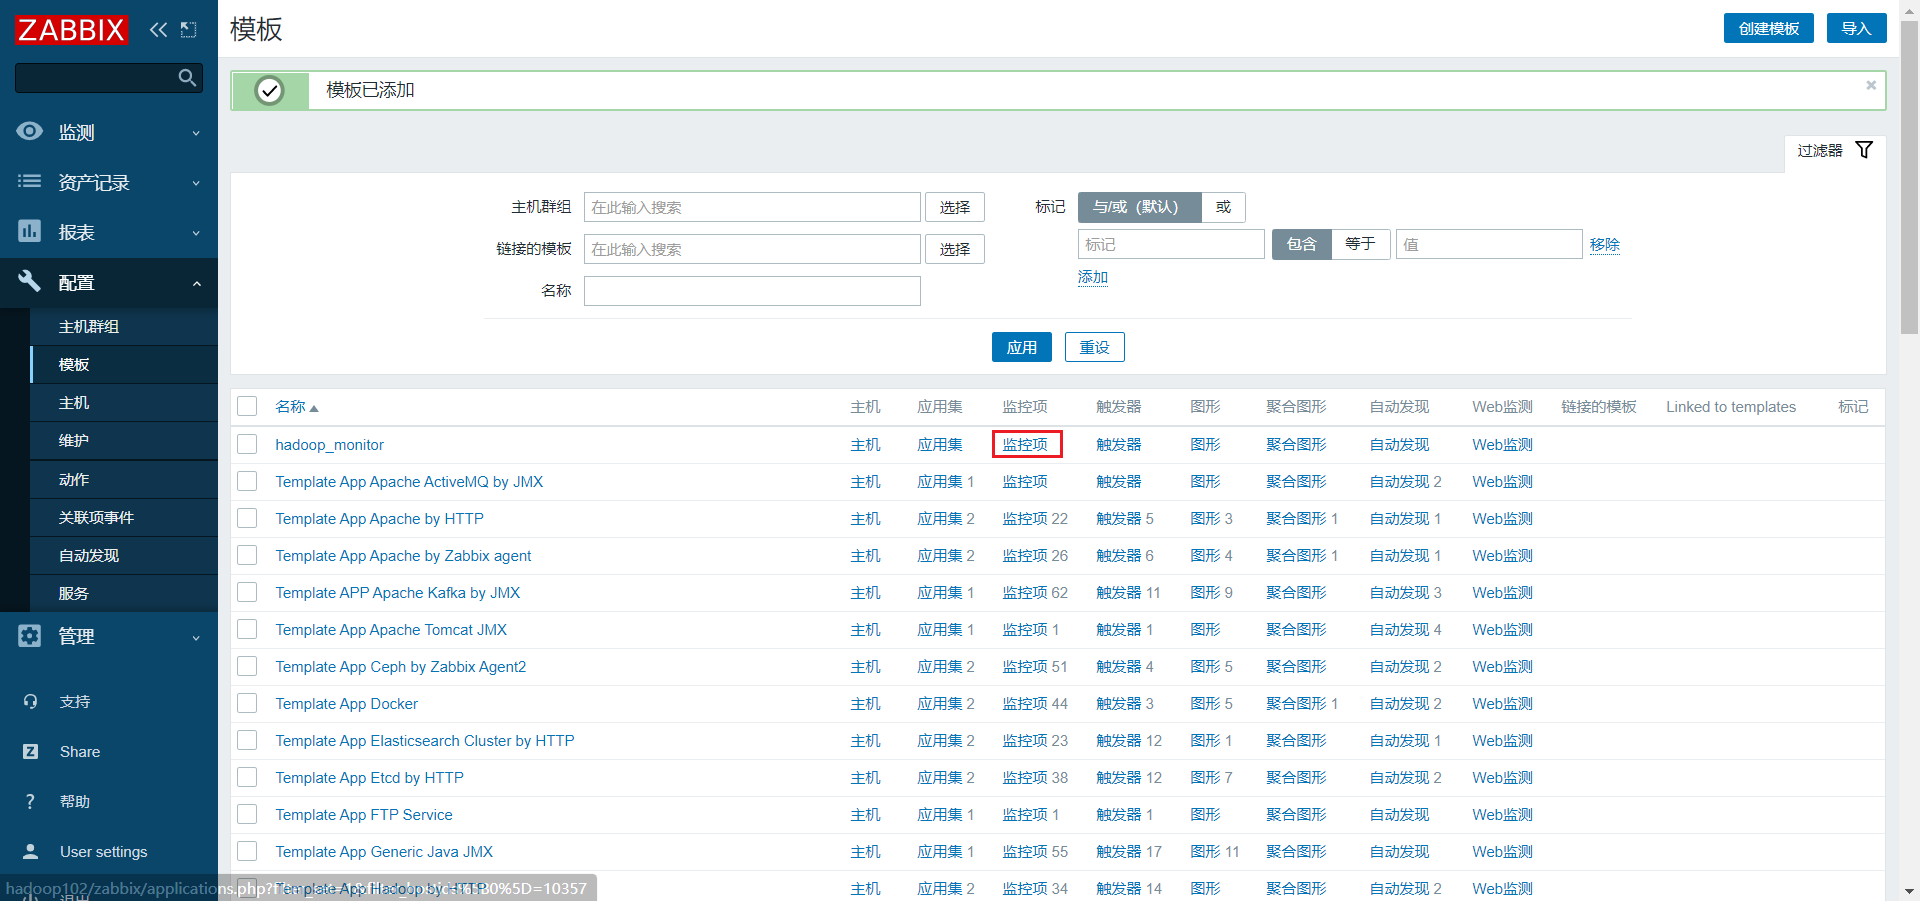 ZABBIX
模板
创建模板
导入
模板已添加
监测
资产记录
报表
配置
主机群组
模板
主机
维护
动作
关联项事件
自动发现
服务
管理
支持
Share
帮助
User settings
过滤器
主机群组 在此输入搜索 选择
链接的模板 在此输入搜索 选择
名称
标记 与/或（默认） 或
标记 包含 等于 值 移除
添加
应用 重设
名称 主机 应用集 监控项 触发器 图形 聚合图形 自动发现 Web监测 链接的模板 Linked to templates 标记
hadoop_monitor 主机 应用集 监控项 触发器 图形 聚合图形 自动发现 Web监测
Template App Apache ActiveMQ by JMX 主机 应用集 1 监控项 触发器 图形 聚合图形 自动发现 2 Web监测
Template App Apache by HTTP 主机 应用集 2 监控项 22 触发器 5 图形 3 聚合图形 1 自动发现 1 Web监测
Template App Apache by Zabbix agent 主机 应用集 2 监控项 26 触发器 6 图形 4 聚合图形 1 自动发现 1 Web监测
Template APP Apache Kafka by JMX 主机 应用集 1 监控项 62 触发器 11 图形 9 聚合图形 自动发现 3 Web监测
Template App Apache Tomcat JMX 主机 应用集 1 监控项 1 触发器 1 图形 聚合图形 自动发现 4 Web监测
Template App Ceph by Zabbix Agent2 主机 应用集 2 监控项 51 触发器 4 图形 5 聚合图形 自动发现 2 Web监测
Template App Docker 主机 应用集 2 监控项 44 触发器 3 图形 5 聚合图形 1 自动发现 2 Web监测
Template App Elasticsearch Cluster by HTTP 主机 应用集 2 监控项 23 触发器 12 图形 1 聚合图形 自动发现 1 Web监测
Template App Etcd by HTTP 主机 应用集 2 监控项 38 触发器 12 图形 7 聚合图形 自动发现 2 Web监测
Template App FTP Service 主机 应用集 1 监控项 1 触发器 1 图形 聚合图形 自动发现 Web监测
Template App Generic Java JMX 主机 应用集 1 监控项 55 触发器 17 图形 11 聚合图形 自动发现 Web监测
Template App Hadoop by HTTP 主机 应用集 2 监控项 34 触发器 14 图形 聚合图形 自动发现 2 Web监测
hadoop102/zabbix/applications.php? 30%5D=10357